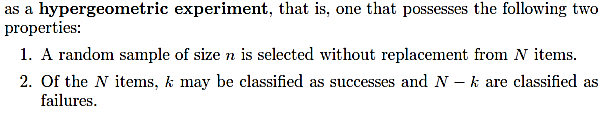 as a hypergeometric experiment, that is, one that possesses the following two
properties:
1. A random sample of size n is selected without replacement from N items.
2. Of the N items, k may be classified as successes and N − k are classified as
failures.